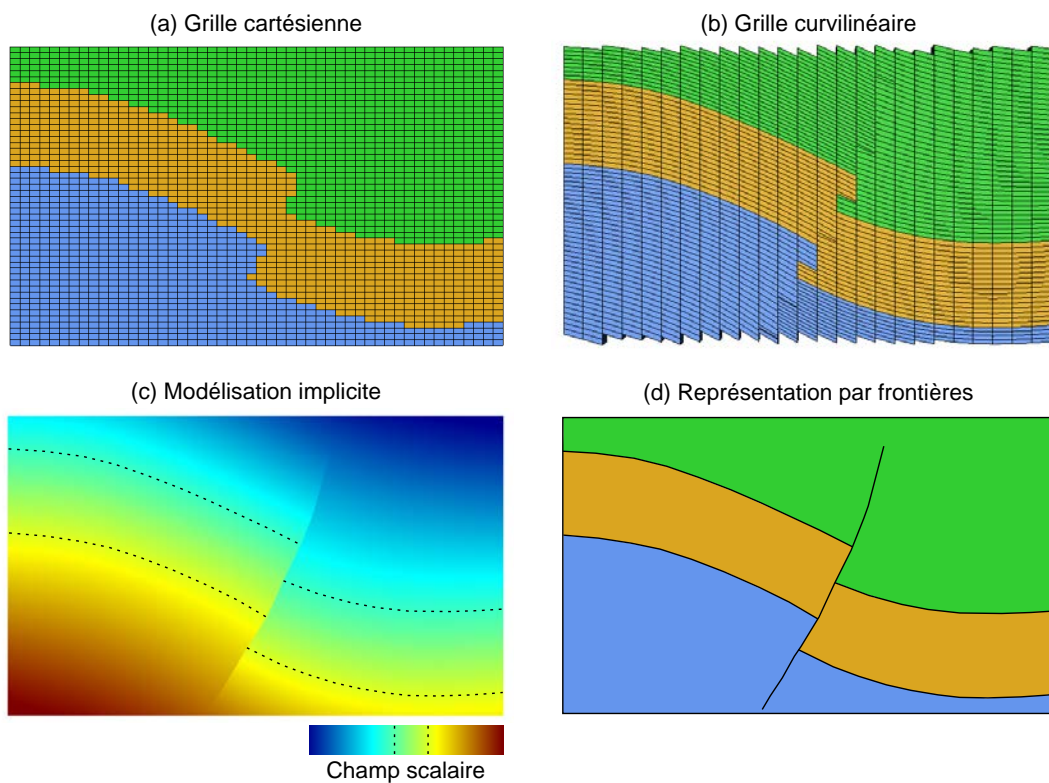 (a) Grille cartésienne
(b) Grille curvilinéaire
(c) Modélisation implicite
(d) Représentation par frontières
Champ scalaire